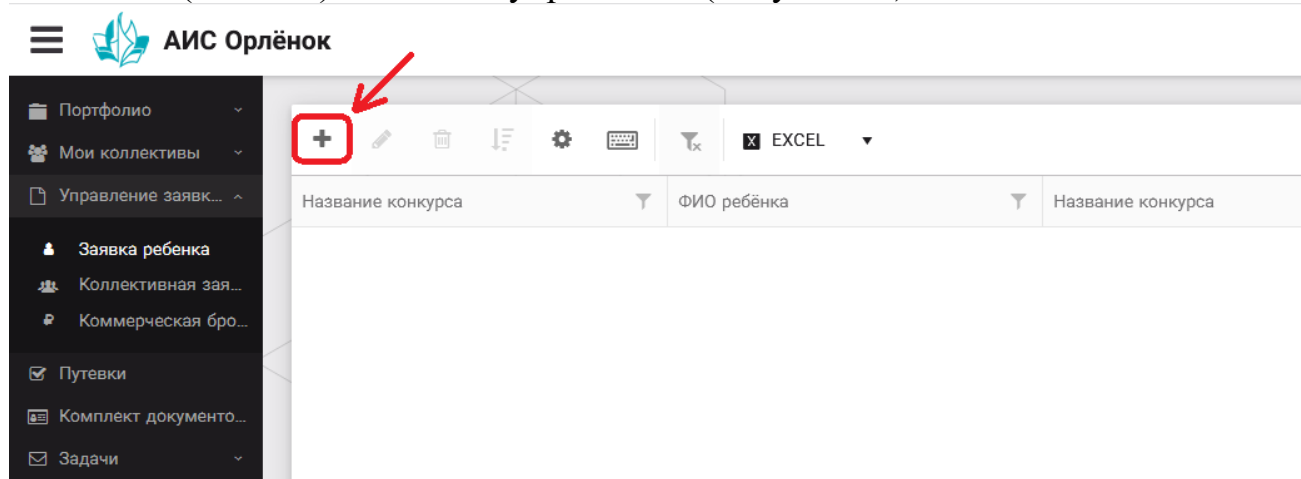 АИС Орлёнок
Портфолио
Мои коллективы
Управление заявк...
Заявка ребенка
Коллективная зая...
Коммерческая бро...
Путевки
Комплект документо...
Задачи
X EXCEL
Название конкурса
ФИО ребёнка
Название конкурса